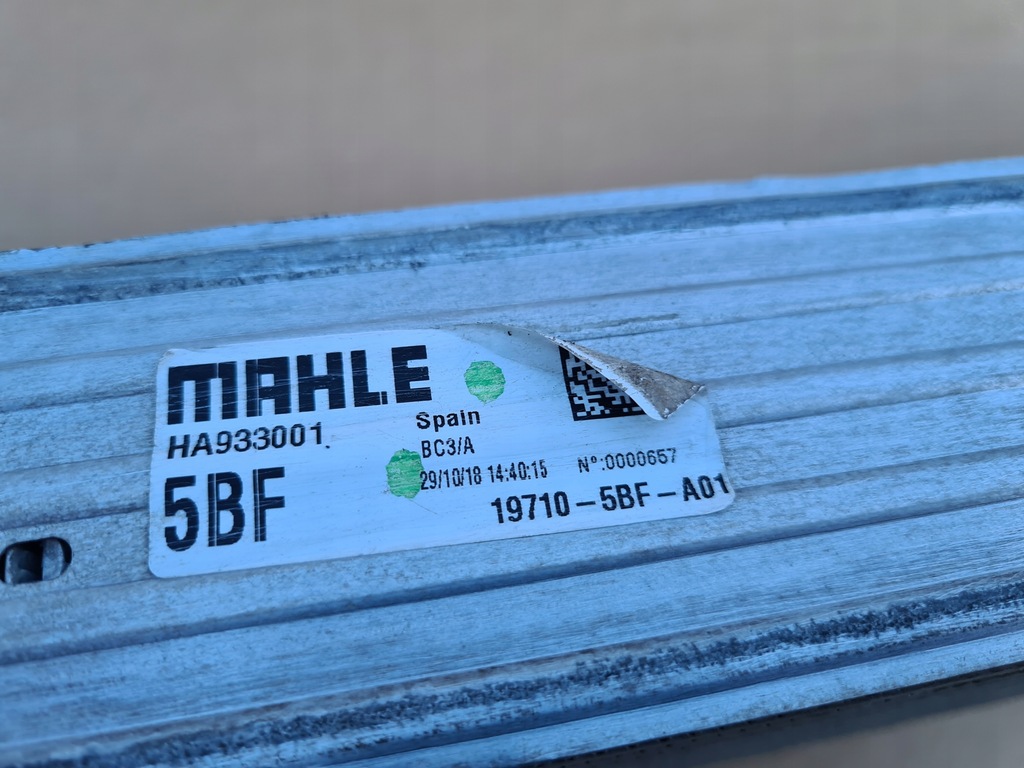 MAHLE
HA933001.
5BF
Spain
BC3/A
29/10/18 14:40:15 N°:0000657
19710-5BF-A01